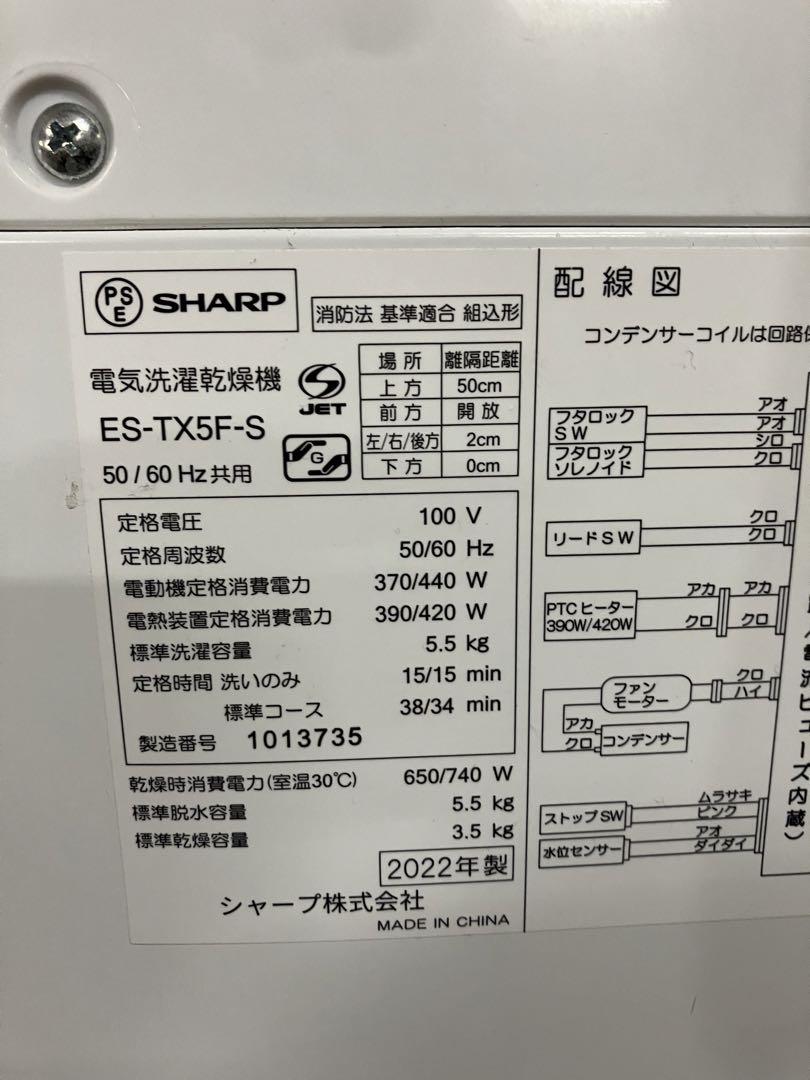 PSE SHARP
消防法 基準適合 組込形
電気洗濯乾燥機
ES-TX5F-S
50 / 60 Hz共用
S JET
G
場所 離隔距離
上方 50cm
前方 開放
左/右/後方 2cm
下方 0cm
定格電圧 100 V
定格周波数 50/60 Hz
電動機定格消費電力 370/440 W
電熱装置定格消費電力 390/420 W
標準洗濯容量 5.5 kg
定格時間 洗いのみ 15/15 min
標準コース 38/34 min
製造番号 1013735
乾燥時消費電力(室温30℃) 650/740 W
標準脱水容量 5.5 kg
標準乾燥容量 3.5 kg
2022年製
シャープ株式会社
MADE IN CHINA
配線図
コンデンサーコイルは回路
フタロック
SW
アオ
アオ
フタロック
ソレノイド
シロ
クロ
リードSW
クロ
クロ
PTCヒーター
390W/420W
アカ アカ
クロ クロ
ファン
モーター
クロ
ハイ
アカ
クロ
コンデンサー
ストップSW
ムラサキ
ピンク
水位センサー
アオ
ダイダイ
電流ヒューズ内蔵)